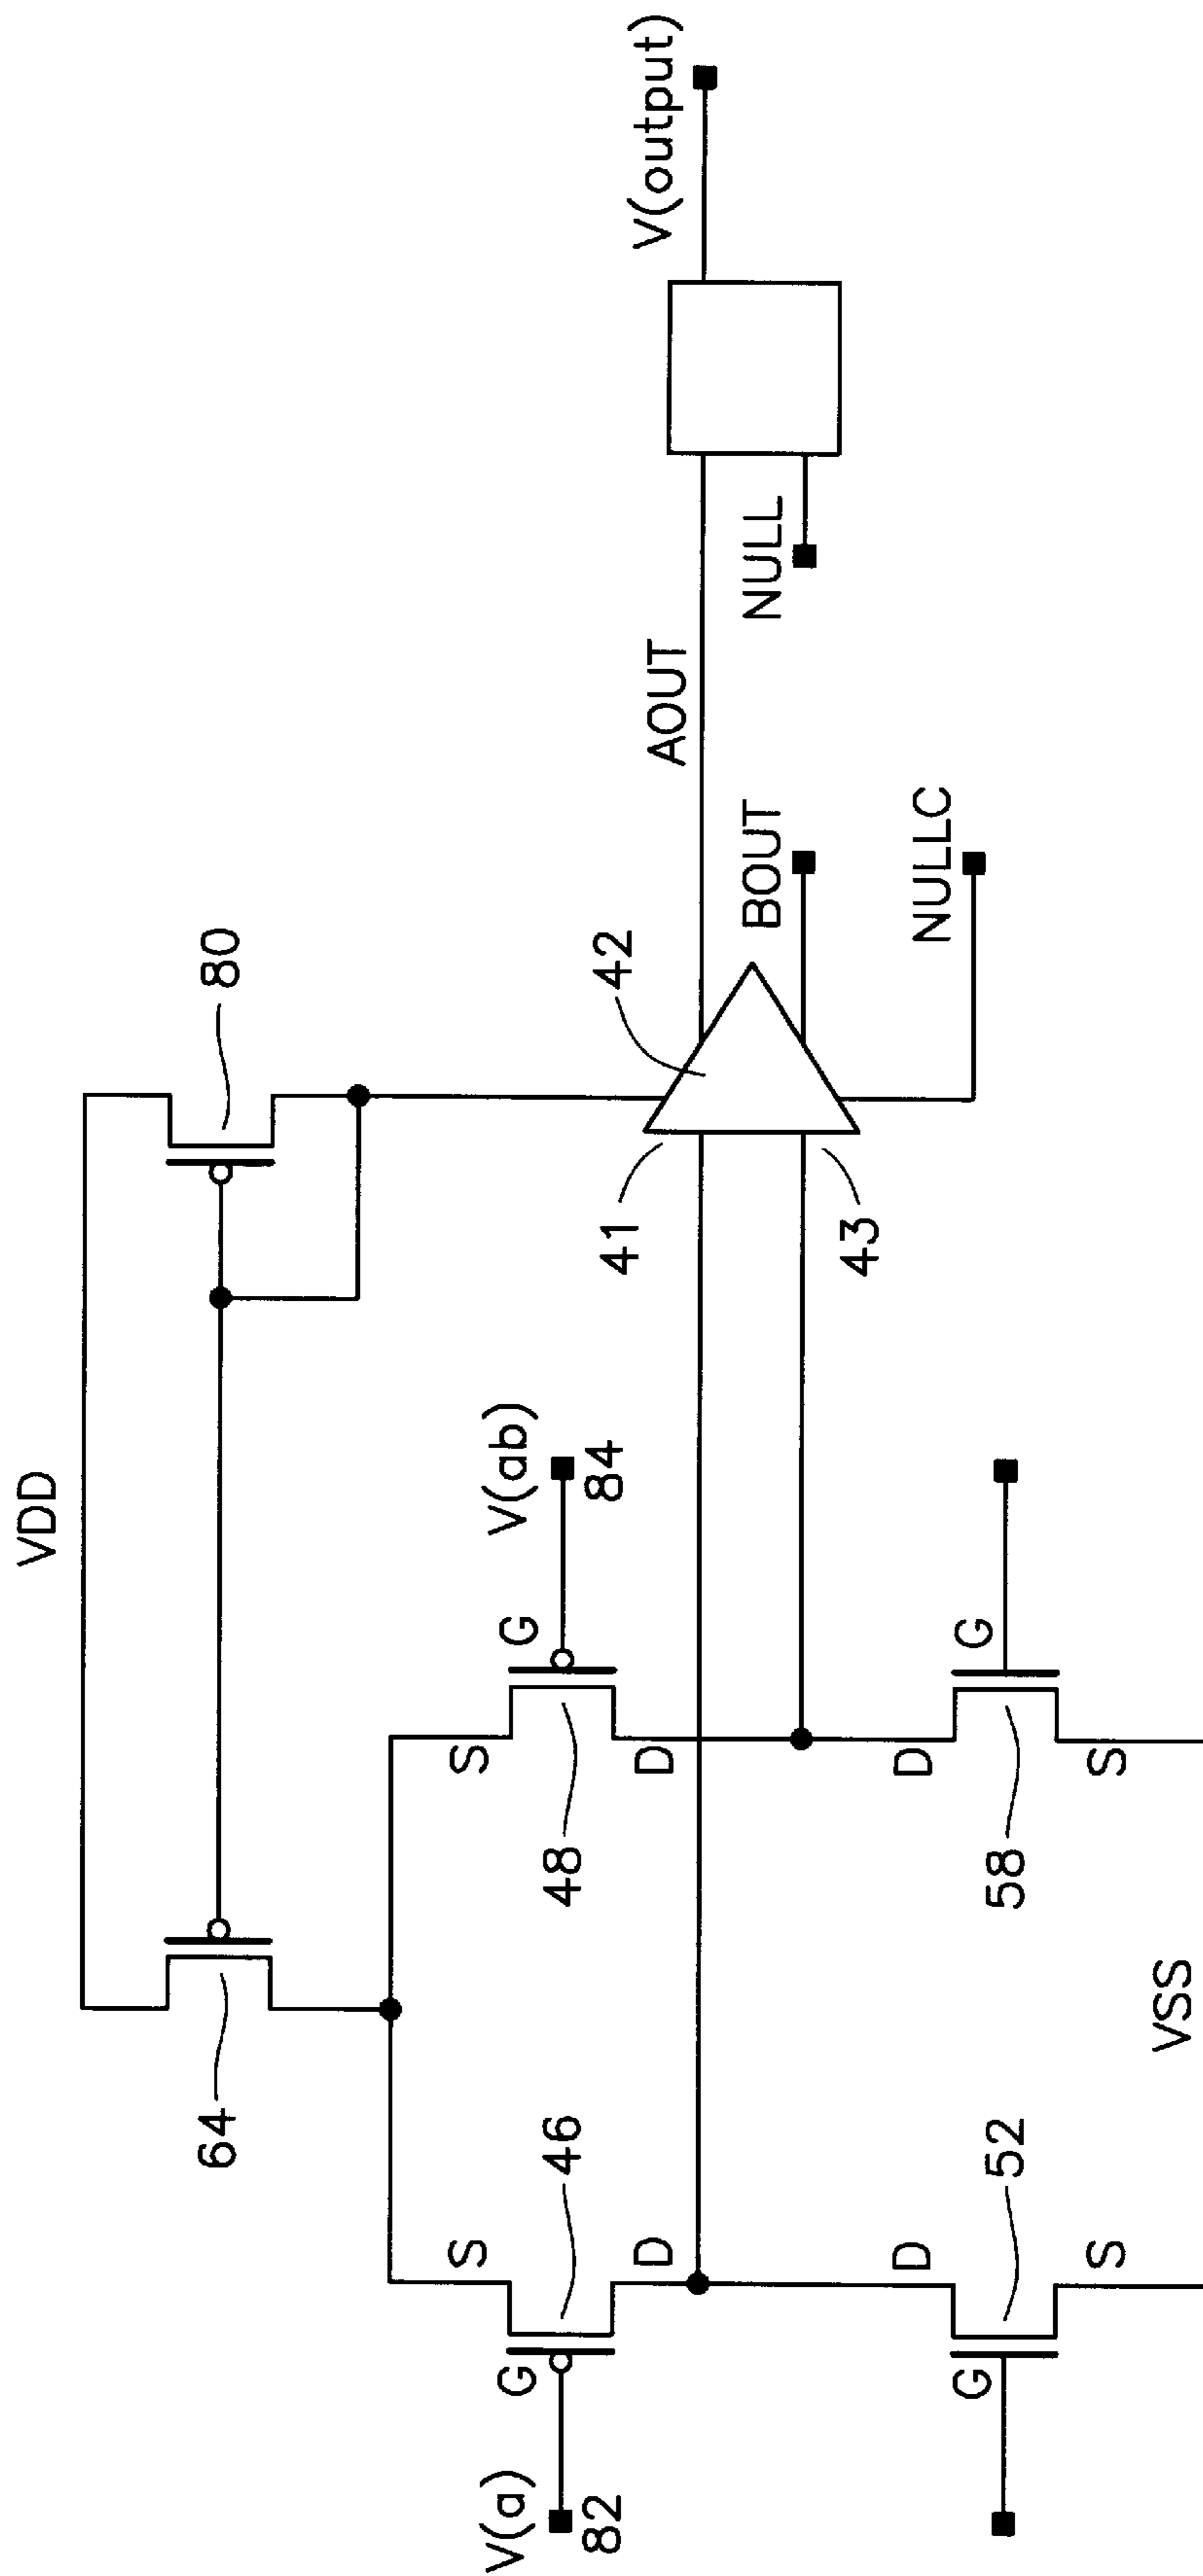 VDD
64
80
S
S
V(a)
G
G
V(ab)
46
48
82
84
42
41
D
D
AOUT
V(output)
BOUT
NULL
43
D
D
NULLC
G
G
52
58
S
S
VSS